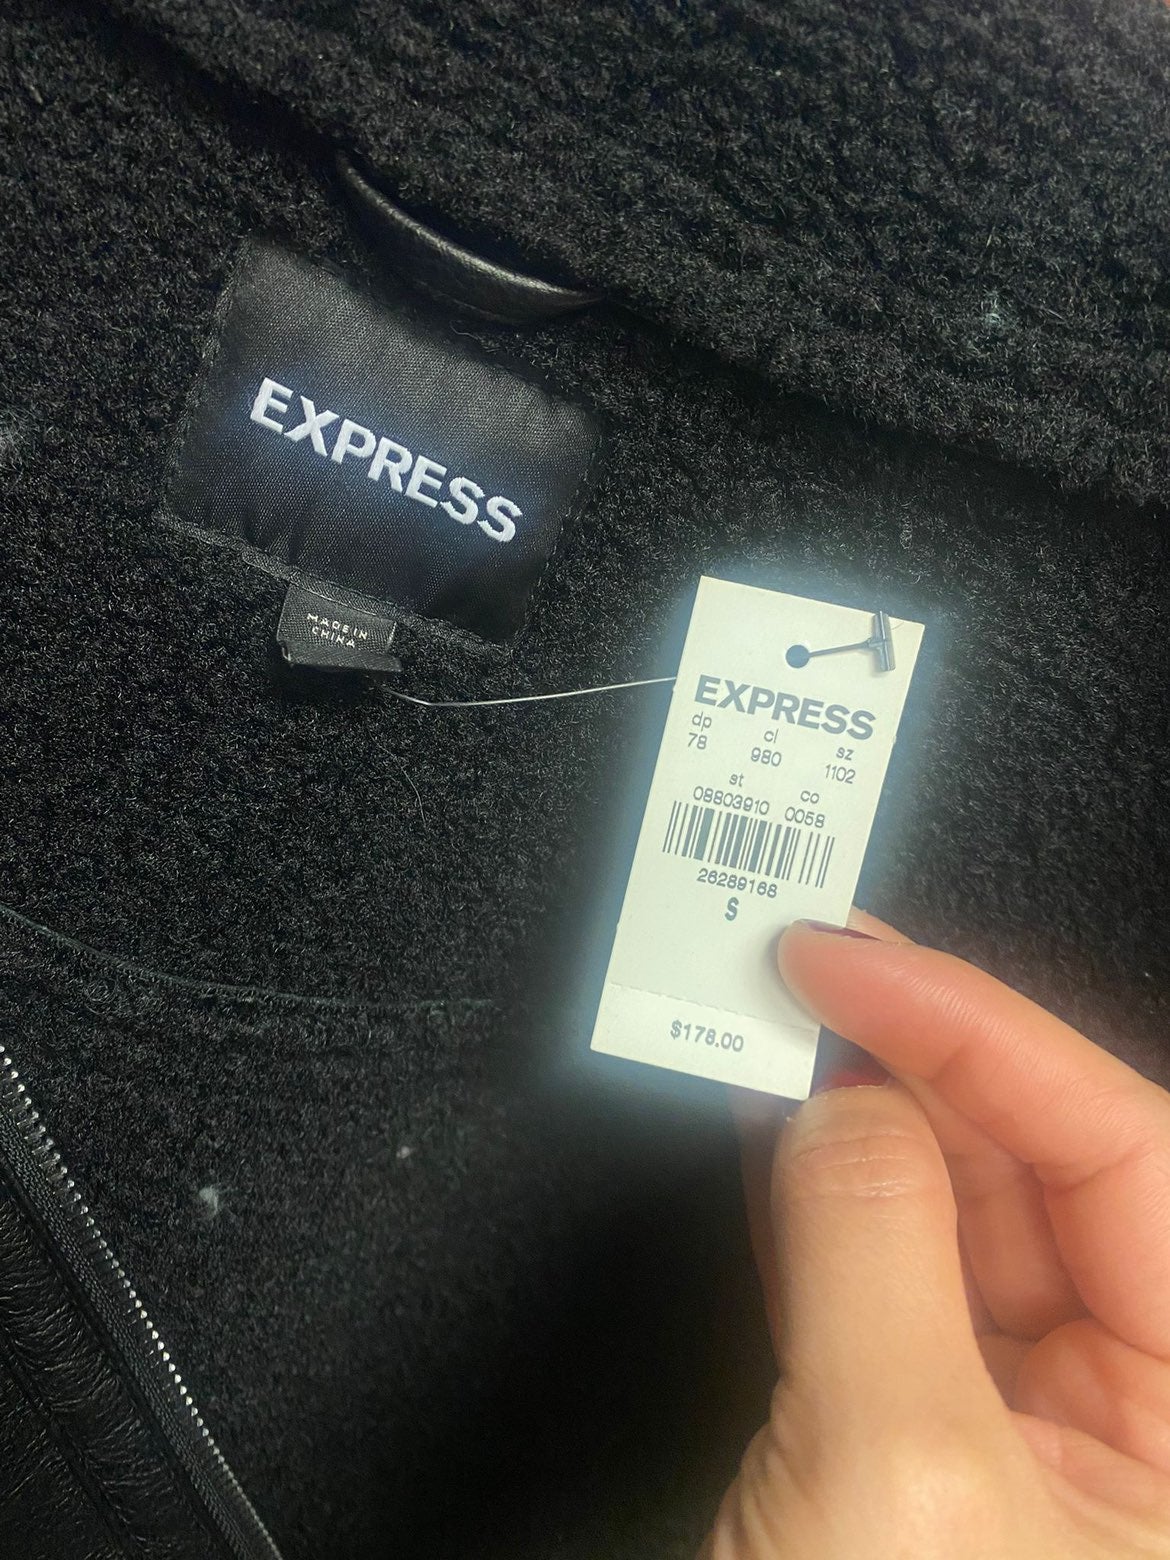 EXPRESS
MADE IN
CHINA
EXPRESS
dp cl sz
78 980 1102
st co
08803910 0058
26289168
S
$178.00